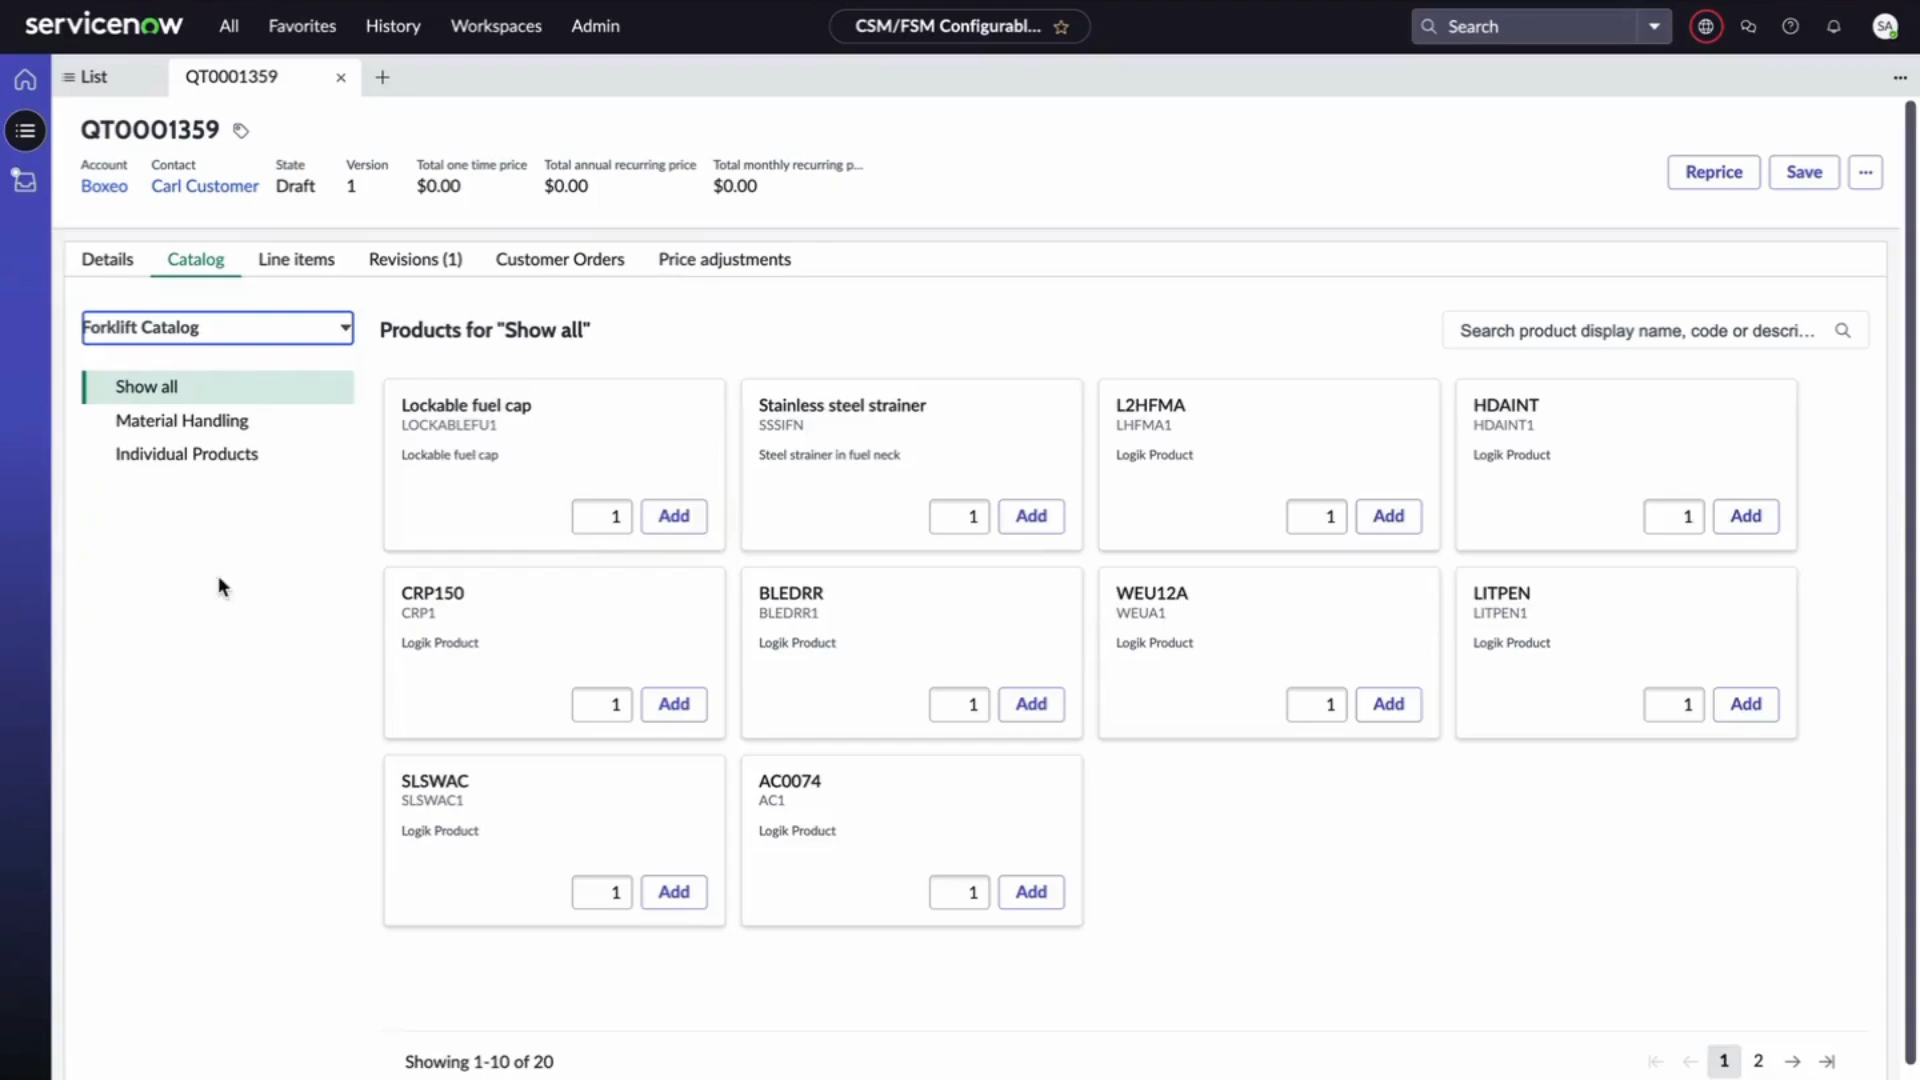 servicenow All Favorites History Workspaces Admin CSM/FSM Configurabl... Search SA
List QT0001359
QT0001359
Account Contact State Version Total one time price Total annual recurring price Total monthly recurring p...
Boxeo Carl Customer Draft 1 $0.00 $0.00 $0.00
Reprice Save
Details Catalog Line items Revisions (1) Customer Orders Price adjustments
Forklift Catalog
Show all
Material Handling
Individual Products
Products for "Show all"
Search product display name, code or descri...
Lockable fuel cap
LOCKABLEFU1
Lockable fuel cap
1 Add
Stainless steel strainer
SSSIFN
Steel strainer in fuel neck
1 Add
L2HFMA
LHFMA1
Logik Product
1 Add
HDAINT
HDAINT1
Logik Product
1 Add
CRP150
CRP1
Logik Product
1 Add
BLEDRR
BLEDRR1
Logik Product
1 Add
WEU12A
WEUA1
Logik Product
1 Add
LITPEN
LITPEN1
Logik Product
1 Add
SLSWAC
SLSWAC1
Logik Product
1 Add
AC0074
AC1
Logik Product
1 Add
Showing 1-10 of 20
1 2